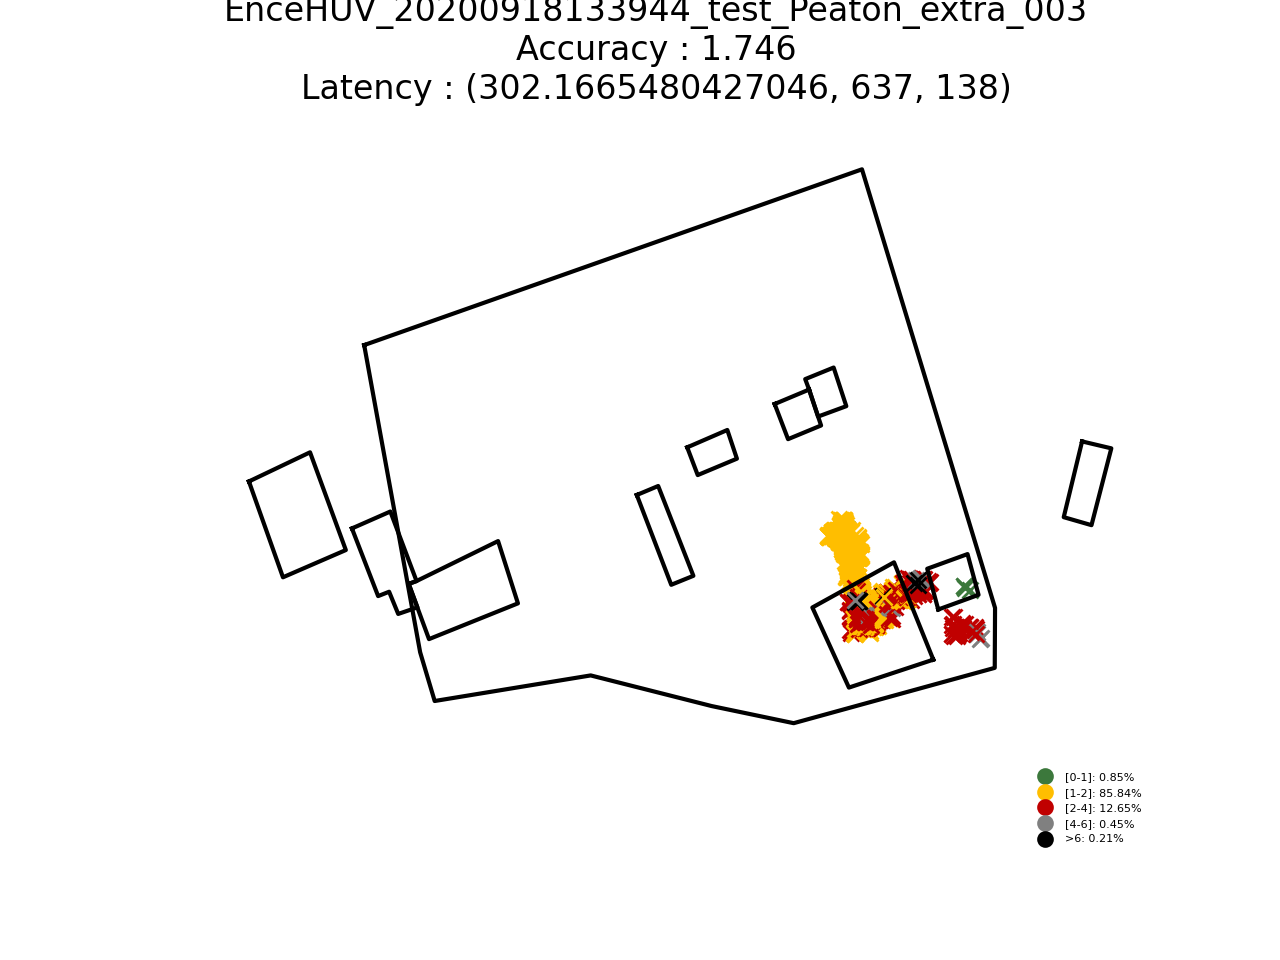 EnceHUV_20200918133944_test_Peaton_extra_003
Accuracy : 1.746
Latency : (302.1665480427046, 637, 138)
[0-1]: 0.85%
[1-2]: 85.84%
[2-4]: 12.65%
[4-6]: 0.45%
>6: 0.21%